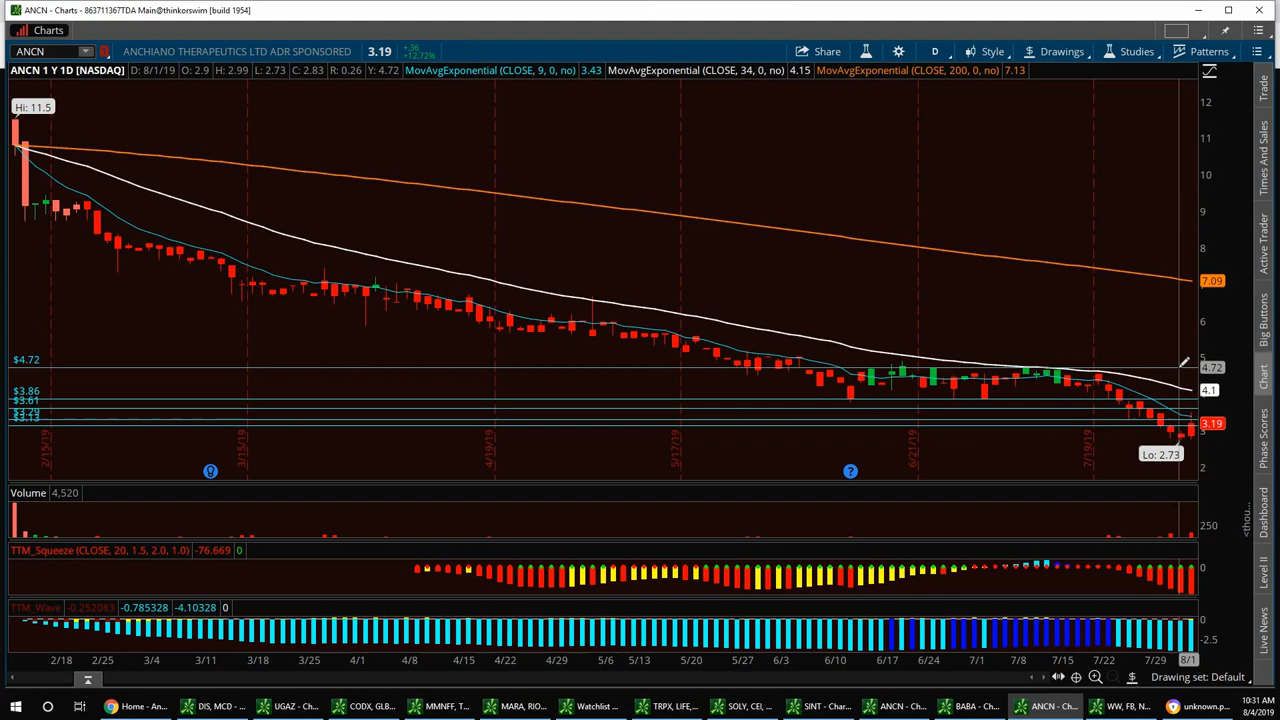 ANCN - Charts - 863711367TDA Main@thinkorswim [build 1954]
Charts
ANCN ANCHIANO THERAPEUTICS LTD ADR SPONSORED 3.19 +.36 +12.72% Share D Style Drawings Studies Patterns
ANCN 1 Y 1D [NASDAQ] D: 8/1/19 O: 2.9 H: 2.99 L: 2.73 C: 2.83 R: 0.26 Y: 4.72 MovAvgExponential (CLOSE, 9, 0, no) 3.43 MovAvgExponential (CLOSE, 34, 0, no) 4.15 MovAvgExponential (CLOSE, 200, 0, no) 7.13
Hi: 11.5
12
11
10
9
8
7.09
6
5
$4.72
4.72
$3.86
4.1
$3.61
$3.29
$3.13
3.19
3
Lo: 2.73
2
2/15/19 3/15/19 4/19/19 5/17/19 6/21/19 7/19/19
?
Volume 4,520
250
<thou...
TTM_Squeeze (CLOSE, 20, 1.5, 2.0, 1.0) -76.669 0
0
TTM_Wave -0.252083 -0.785328 -4.10328 0
0
-2.5
2/18 2/25 3/4 3/11 3/18 3/25 4/1 4/8 4/15 4/22 4/29 5/6 5/13 5/20 5/27 6/3 6/10 6/17 6/24 7/1 7/8 7/15 7/22 7/29 8/1
Drawing set: Default
Trade
Times And Sales
Active Trader
Big Buttons
Chart
Phase Scores
Dashboard
Level II
Live News
Home - An... DIS, MCD - ... UGAZ - Ch... CODX, GLB... MMNFF, T... MARA, RIO... Watchlist ... TRPX, LIFE,... SOLY, CEI, ... SINT - Char... ANCN - Ch... BABA - Ch... ANCN - Ch... WW, FB, N... unknown.p...
10:31 AM
8/4/2019